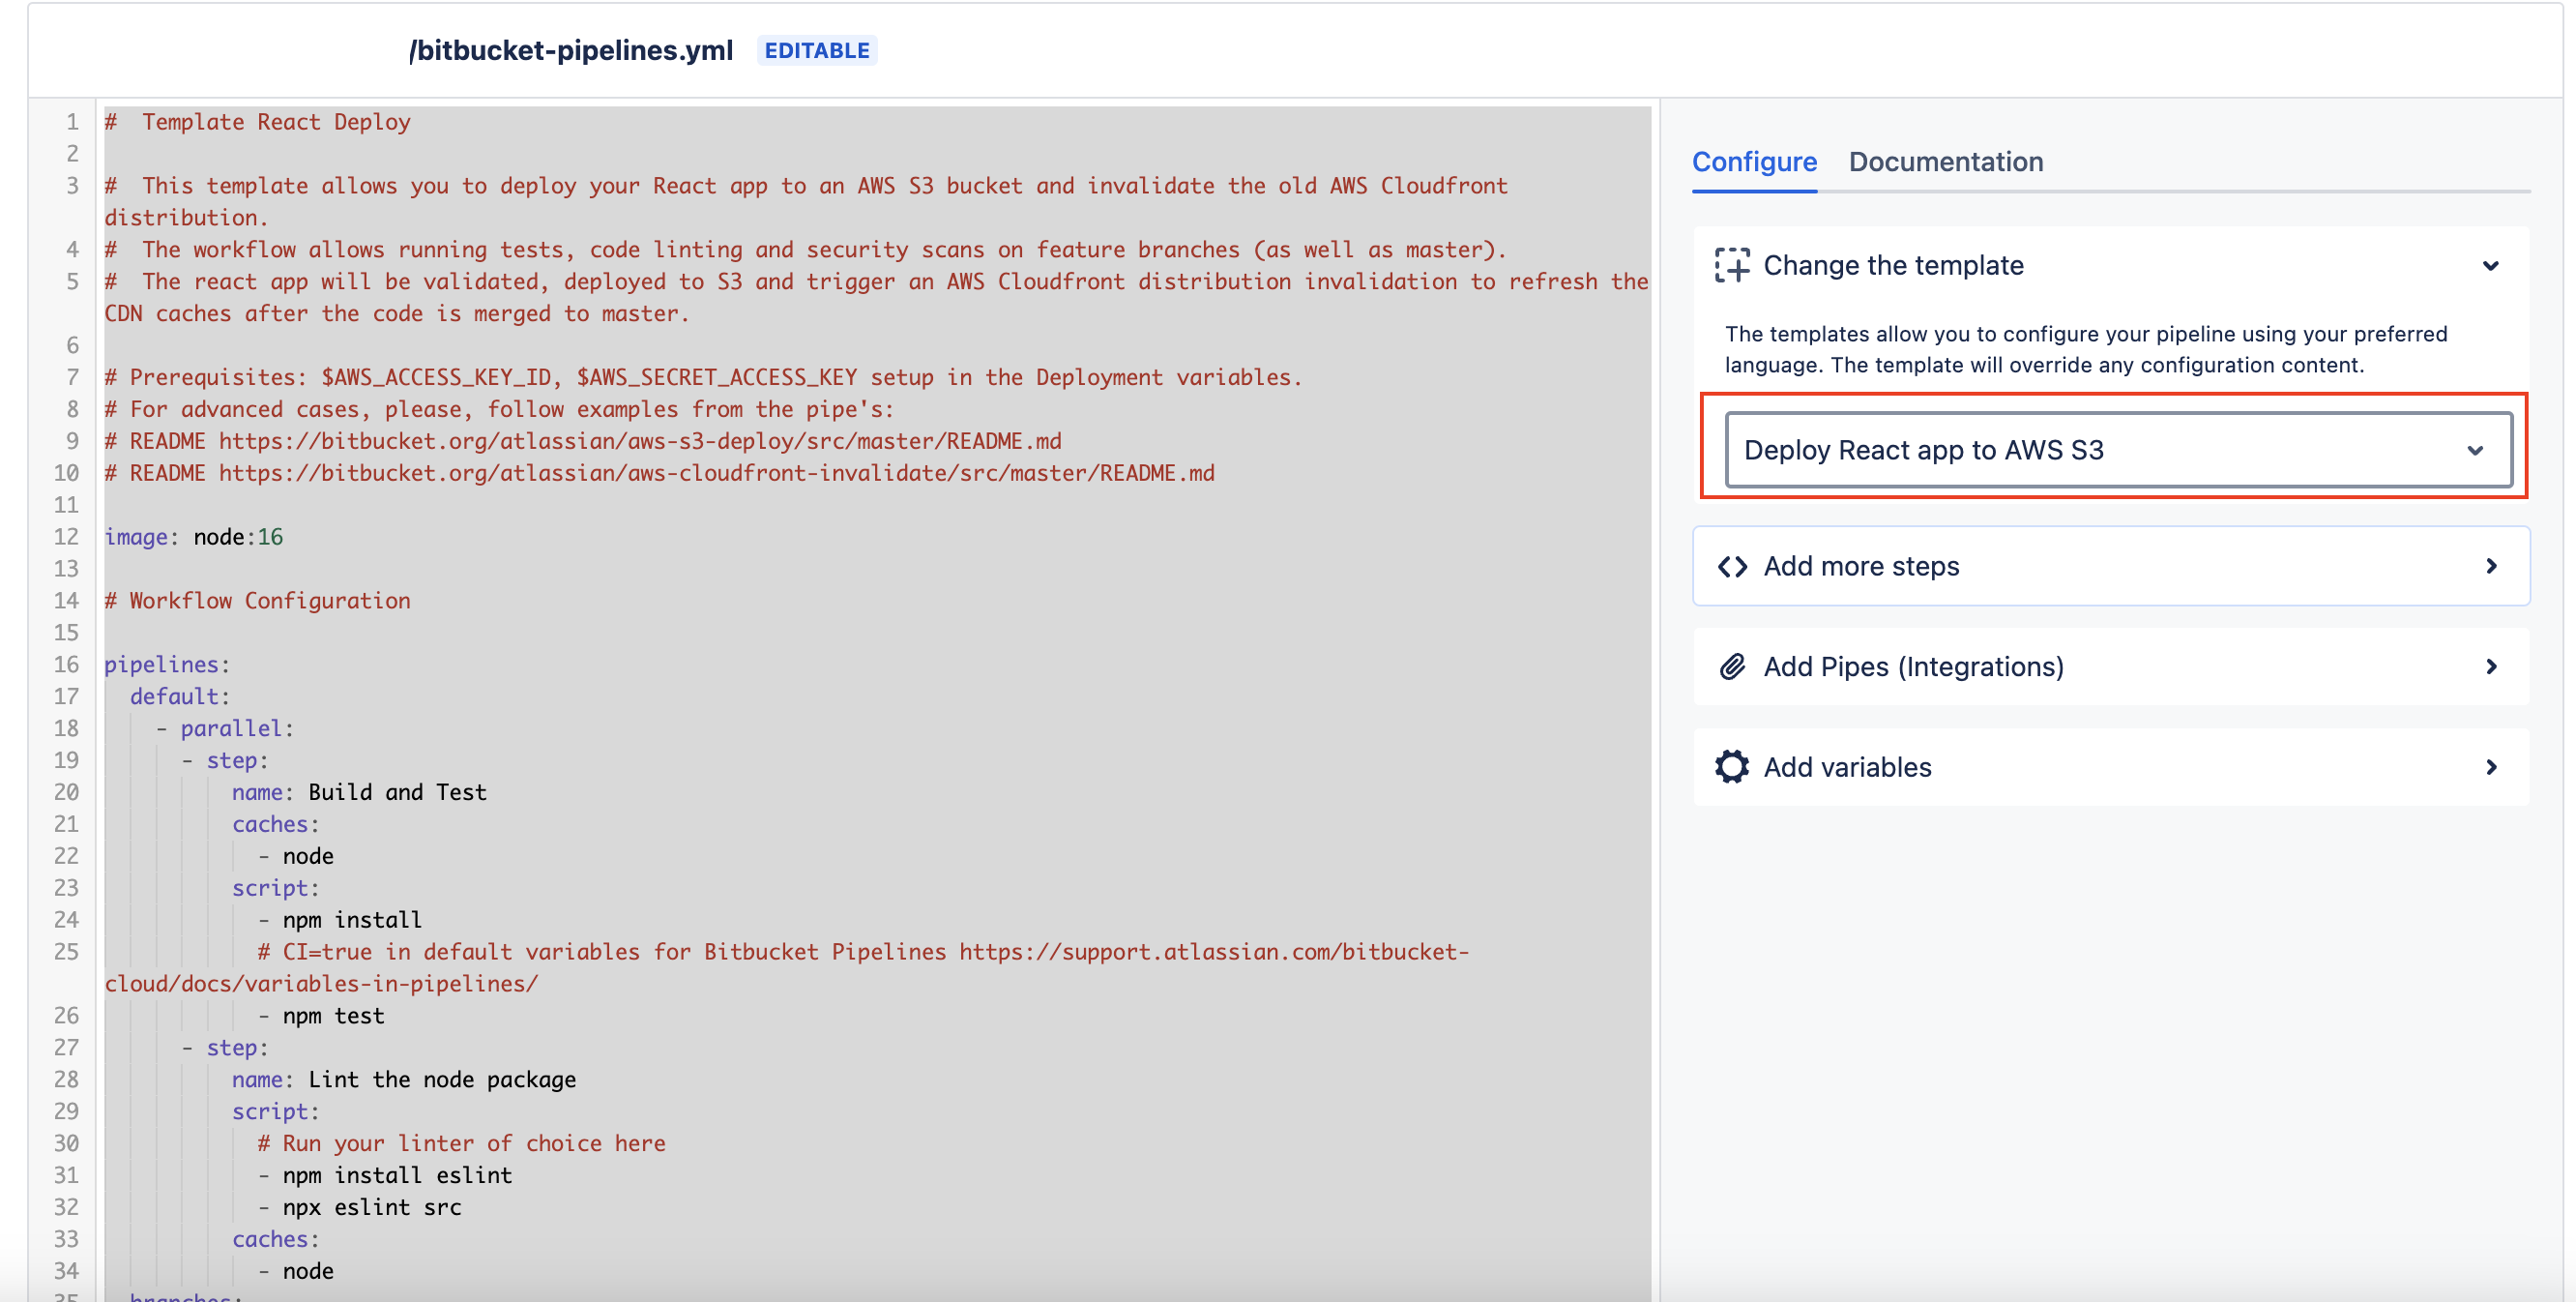 /bitbucket-pipelines.yml EDITABLE
1 #  Template React Deploy
2
3 #  This template allows you to deploy your React app to an AWS S3 bucket and invalidate the old AWS Cloudfront
distribution.
4 #  The workflow allows running tests, code linting and security scans on feature branches (as well as master).
5 #  The react app will be validated, deployed to S3 and trigger an AWS Cloudfront distribution invalidation to refresh the
CDN caches after the code is merged to master.
6
7 # Prerequisites: $AWS_ACCESS_KEY_ID, $AWS_SECRET_ACCESS_KEY setup in the Deployment variables.
8 # For advanced cases, please, follow examples from the pipe's:
9 # README https://bitbucket.org/atlassian/aws-s3-deploy/src/master/README.md
10 # README https://bitbucket.org/atlassian/aws-cloudfront-invalidate/src/master/README.md
11
12 image: node:16
13
14 # Workflow Configuration
15
16 pipelines:
17   default:
18     - parallel:
19       - step:
20           name: Build and Test
21           caches:
22             - node
23           script:
24             - npm install
25             # CI=true in default variables for Bitbucket Pipelines https://support.atlassian.com/bitbucket-
cloud/docs/variables-in-pipelines/
26             - npm test
27       - step:
28           name: Lint the node package
29           script:
30             # Run your linter of choice here
31             - npm install eslint
32             - npx eslint src
33           caches:
34             - node
35   branches:
Configure Documentation
Change the template
The templates allow you to configure your pipeline using your preferred
language. The template will override any configuration content.
Deploy React app to AWS S3
Add more steps
Add Pipes (Integrations)
Add variables